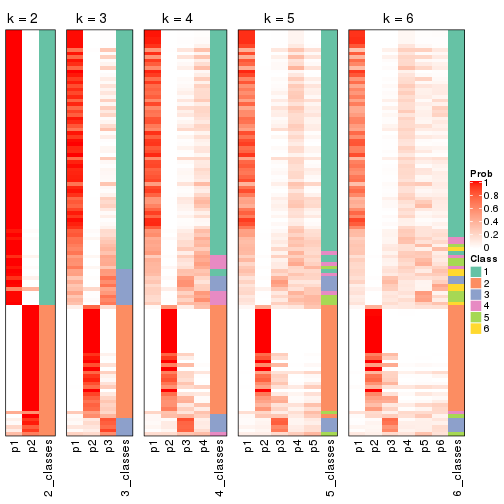 k = 2
k = 3
k = 4
k = 5
k = 6
p1
p2
2_classes
p1
p2
p3
3_classes
p1
p2
p3
p4
4_classes
p1
p2
p3
p4
p5
5_classes
p1
p2
p3
p4
p5
p6
6_classes
Prob
1
0.8
0.6
0.4
0.2
0
Class
1
2
3
4
5
6